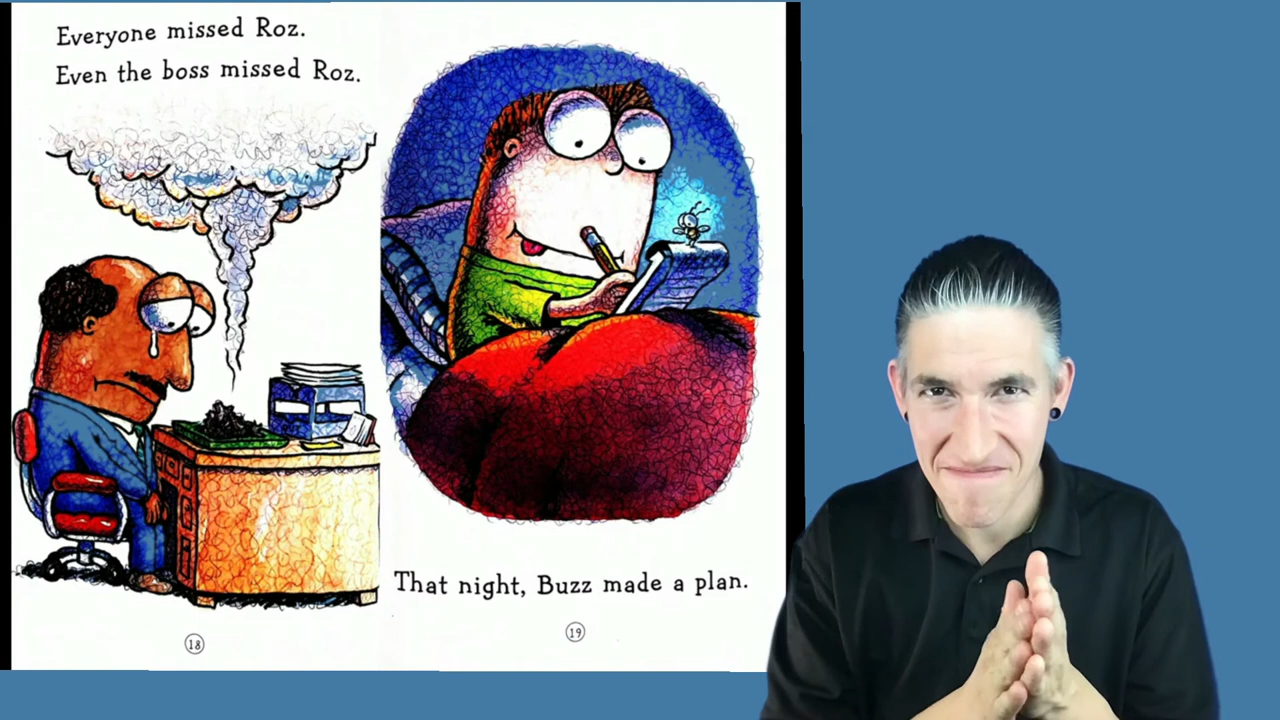 Everyone missed Roz.
Even the boss missed Roz.
18
That night, Buzz made a plan.
19